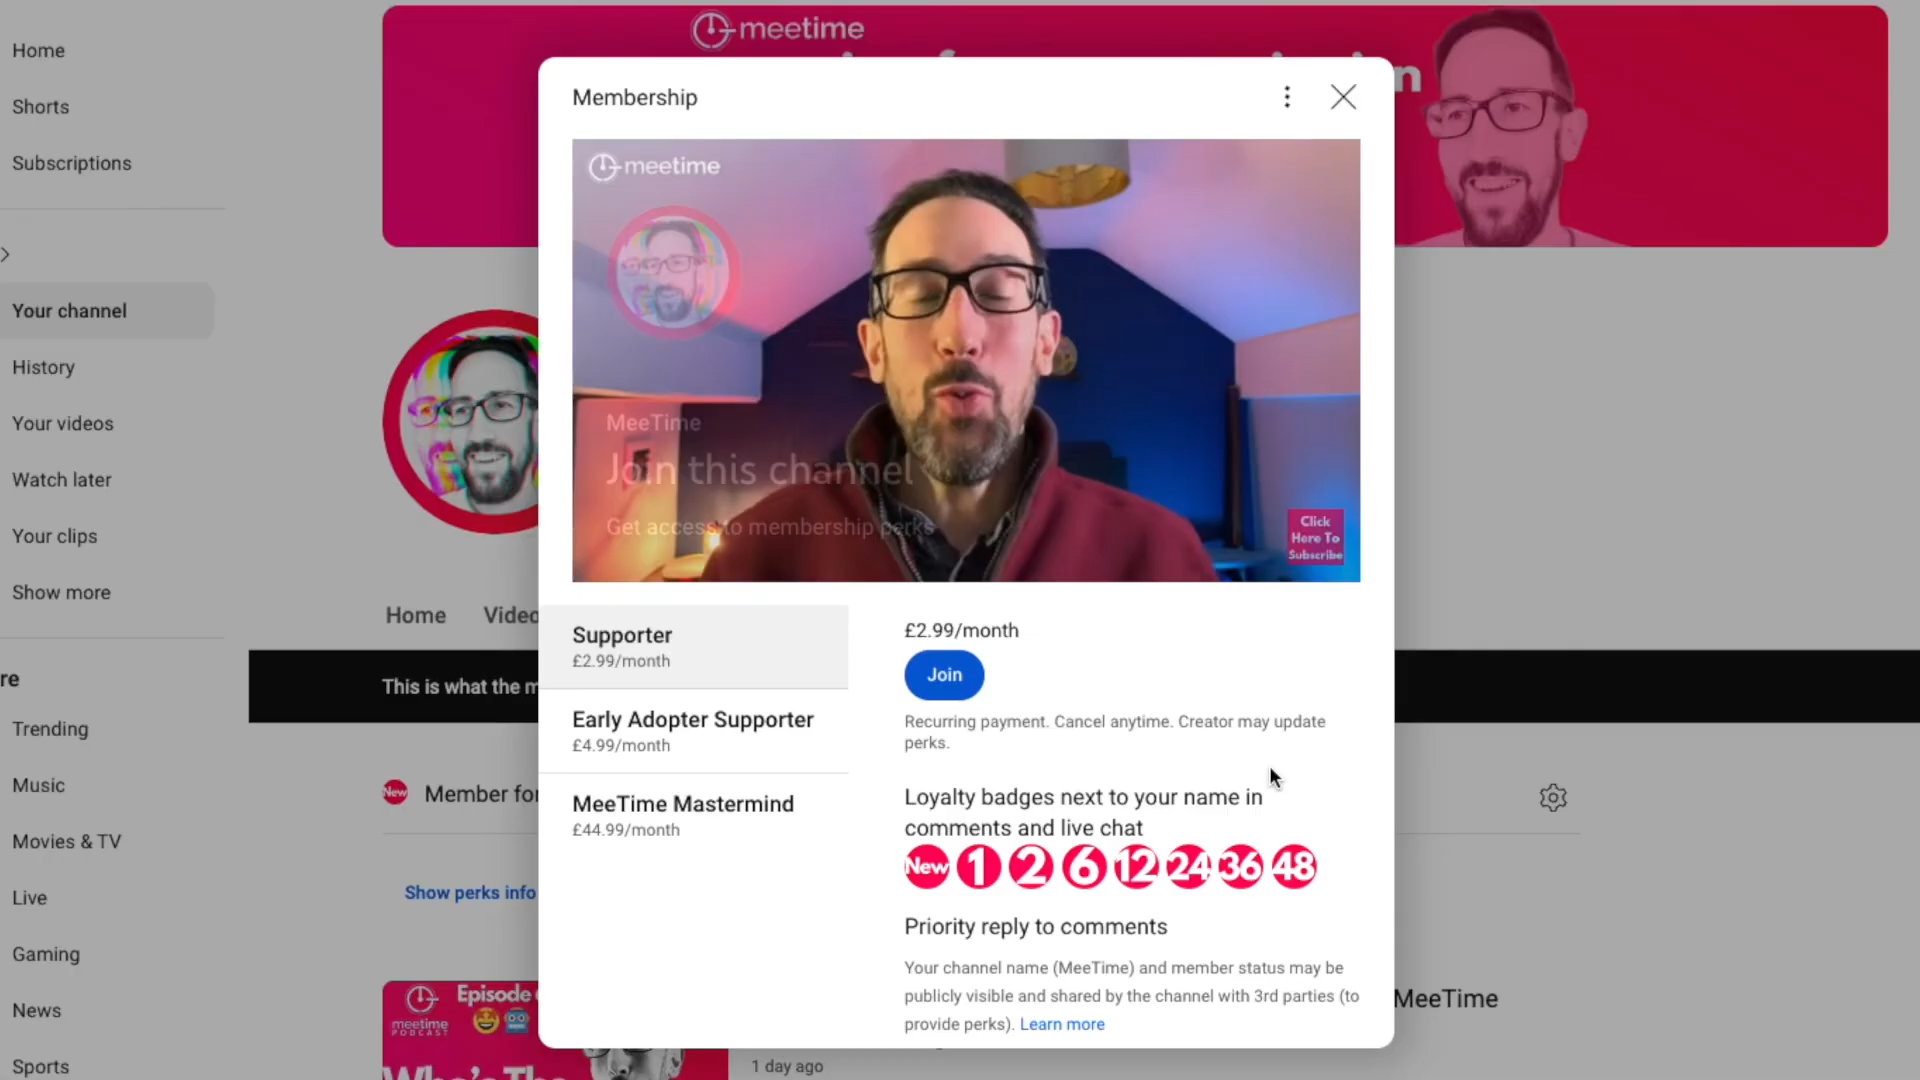 Home
Shorts
Subscriptions
Your channel
History
Your videos
Watch later
Your clips
Show more
re
Trending
Music
Movies & TV
Live
Gaming
News
Sports
meetime
n
Membership
meetime
MeeTime
Join this channel
Get access to membership perks
Click
Here To
Subscribe
Home
Video
This is what the m
New
Member for
Show perks info
Supporter
£2.99/month
Early Adopter Supporter
£4.99/month
MeeTime Mastermind
£44.99/month
£2.99/month
Join
Recurring payment. Cancel anytime. Creator may update
perks.
Loyalty badges next to your name in
comments and live chat
New 1 2 6 12 24 36 48
Priority reply to comments
Your channel name (MeeTime) and member status may be
publicly visible and shared by the channel with 3rd parties (to
provide perks). Learn more
MeeTime
1 day ago
meetime
PODCAST
Episode
Who's The